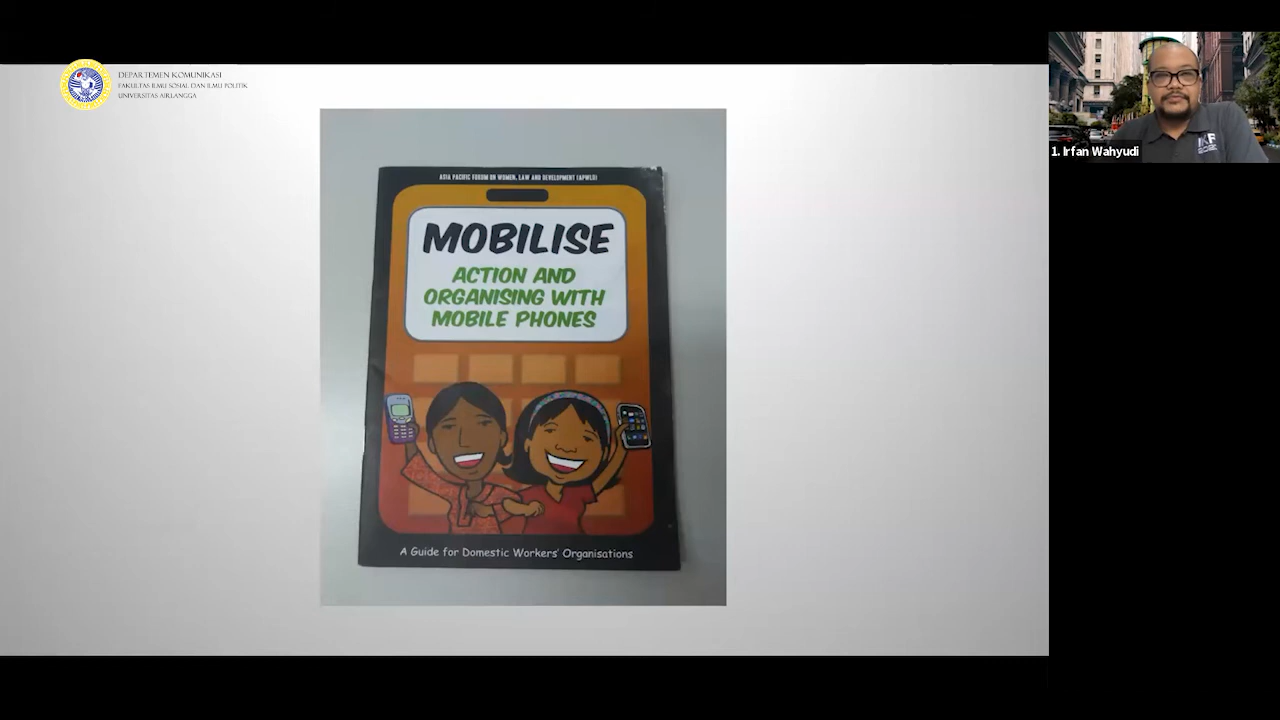 DEPARTEMEN KOMUNIKASI
FAKULTAS ILMU SOSIAL DAN ILMU POLITIK
UNIVERSITAS AIRLANGGA
ASIA PACIFIC FORUM ON WOMEN, LAW AND DEVELOPMENT (APWLD)
MOBILISE
ACTION AND
ORGANISING WITH
MOBILE PHONES
A Guide for Domestic Workers' Organisations
1. Irfan Wahyudi